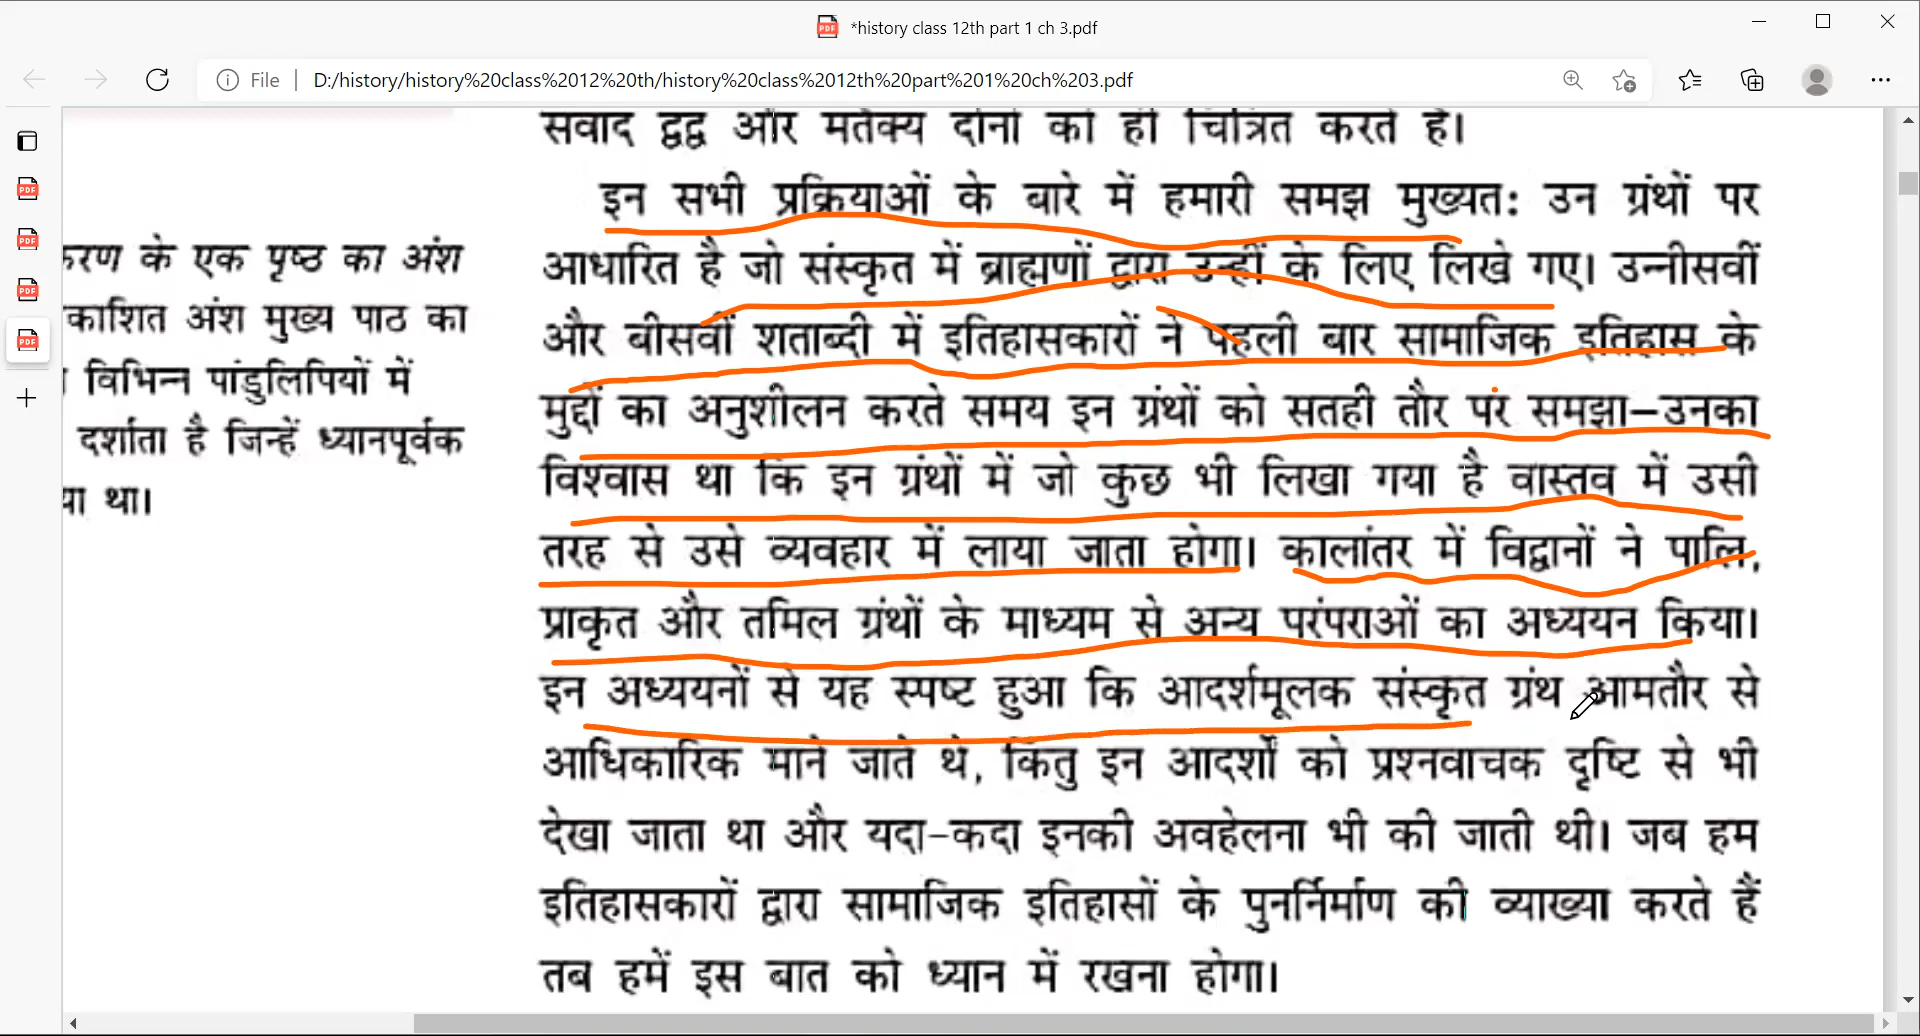 *history class 12th part 1 ch 3.pdf
File | D:/history/history%20class%2012%20th/history%20class%2012th%20part%201%20ch%203.pdf
संवाद द्वंद्व और मतैक्य दोनों को ही चित्रित करते हैं।
इन सभी प्रक्रियाओं के बारे में हमारी समझ मुख्यतः उन ग्रंथों पर
आधारित है जो संस्कृत में ब्राह्मणों द्वारा उन्हीं के लिए लिखे गए। उन्नीसवीं
और बीसवीं शताब्दी में इतिहासकारों ने पहली बार सामाजिक इतिहास के
मुद्दों का अनुशीलन करते समय इन ग्रंथों को सतही तौर पर समझा–उनका
विश्वास था कि इन ग्रंथों में जो कुछ भी लिखा गया है वास्तव में उसी
तरह से उसे व्यवहार में लाया जाता होगा। कालांतर में विद्वानों ने पालि,
प्राकृत और तमिल ग्रंथों के माध्यम से अन्य परंपराओं का अध्ययन किया।
इन अध्ययनों से यह स्पष्ट हुआ कि आदर्शमूलक संस्कृत ग्रंथ आमतौर से
आधिकारिक माने जाते थे, किंतु इन आदर्शों को प्रश्नवाचक दृष्टि से भी
देखा जाता था और यदा–कदा इनकी अवहेलना भी की जाती थी। जब हम
इतिहासकारों द्वारा सामाजिक इतिहासों के पुनर्निर्माण की व्याख्या करते हैं
तब हमें इस बात को ध्यान में रखना होगा।
करण के एक पृष्ठ का अंश
काशित अंश मुख्य पाठ का
विभिन्न पांडुलिपियों में
दर्शाता है जिन्हें ध्यानपूर्वक
या था।